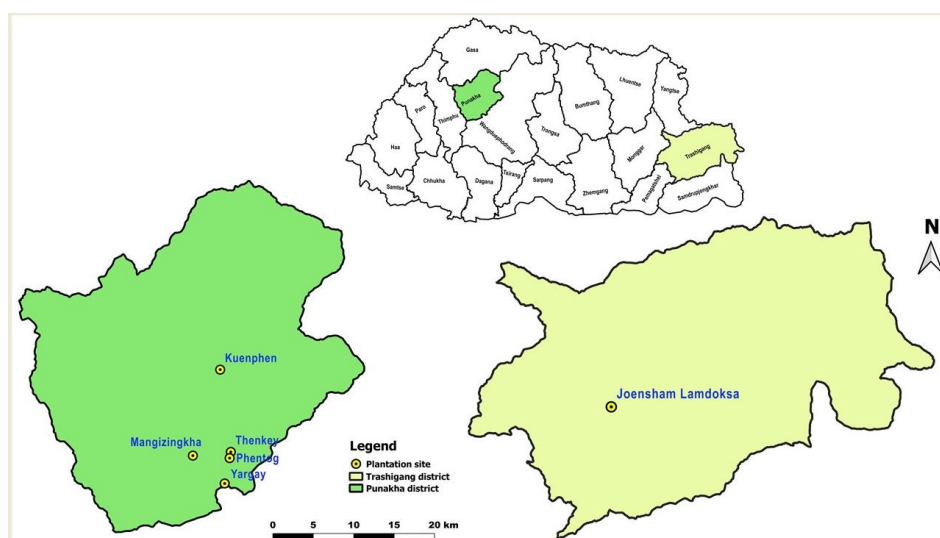 Gasa
Punakha
Paro
Thimphu
Wangduephodrang
Haa
Samtse
Chhukha
Dagana
Tsirang
Sarpang
Trongsa
Bumthang
Zhemgang
Lhuentse
Yangtse
Monggar
Trashigang
Pemagatshel
Samdrupjongkhar
N
Kuenphen
Mangizingkha
Thenkey
Phentog
Yargay
Joensham Lamdoksa
Legend
Plantation site
Trashigang district
Punakha district
0 5 10 15 20 km